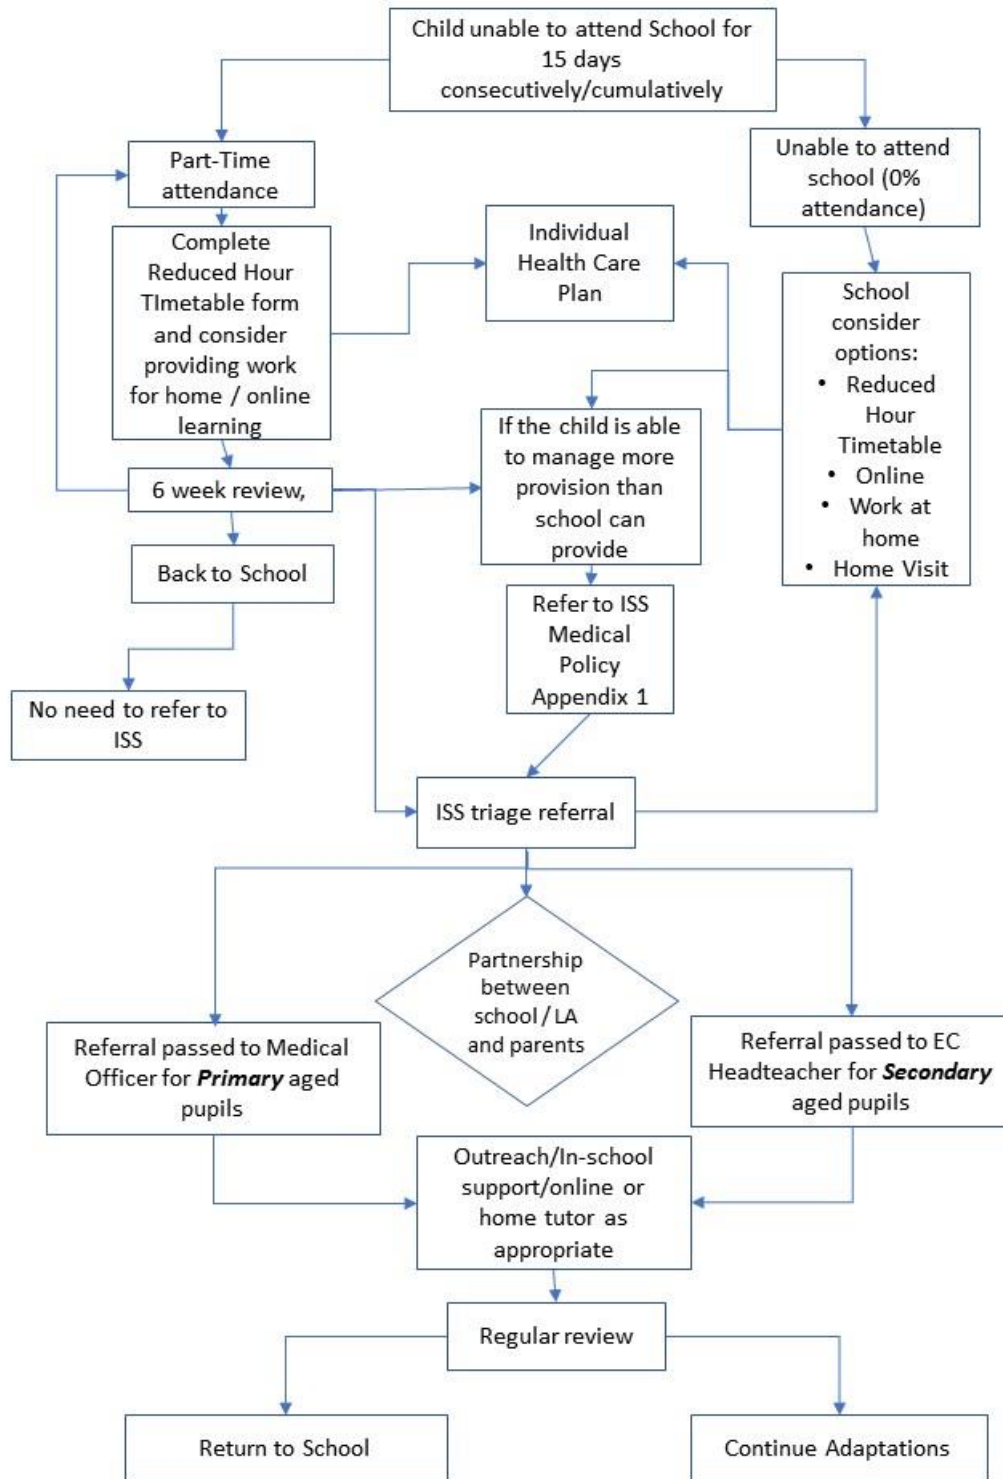 Child unable to attend School for
15 days
consecutively/cumulatively
Part-Time
attendance
Unable to attend
school (0%
attendance)
Complete
Reduced Hour
TImetable form
and consider
providing work
for home / online
learning
Individual
Health Care
Plan
School
consider
options:
• Reduced
Hour
Timetable
• Online
• Work at
home
• Home Visit
If the child is able
to manage more
provision than
school can
provide
6 week review,
Back to School
Refer to ISS
Medical
Policy
Appendix 1
No need to refer to
ISS
ISS triage referral
Partnership
between
school / LA
and parents
Referral passed to Medical
Officer for Primary aged
pupils
Referral passed to EC
Headteacher for Secondary
aged pupils
Outreach/In-school
support/online or
home tutor as
appropriate
Regular review
Return to School
Continue Adaptations